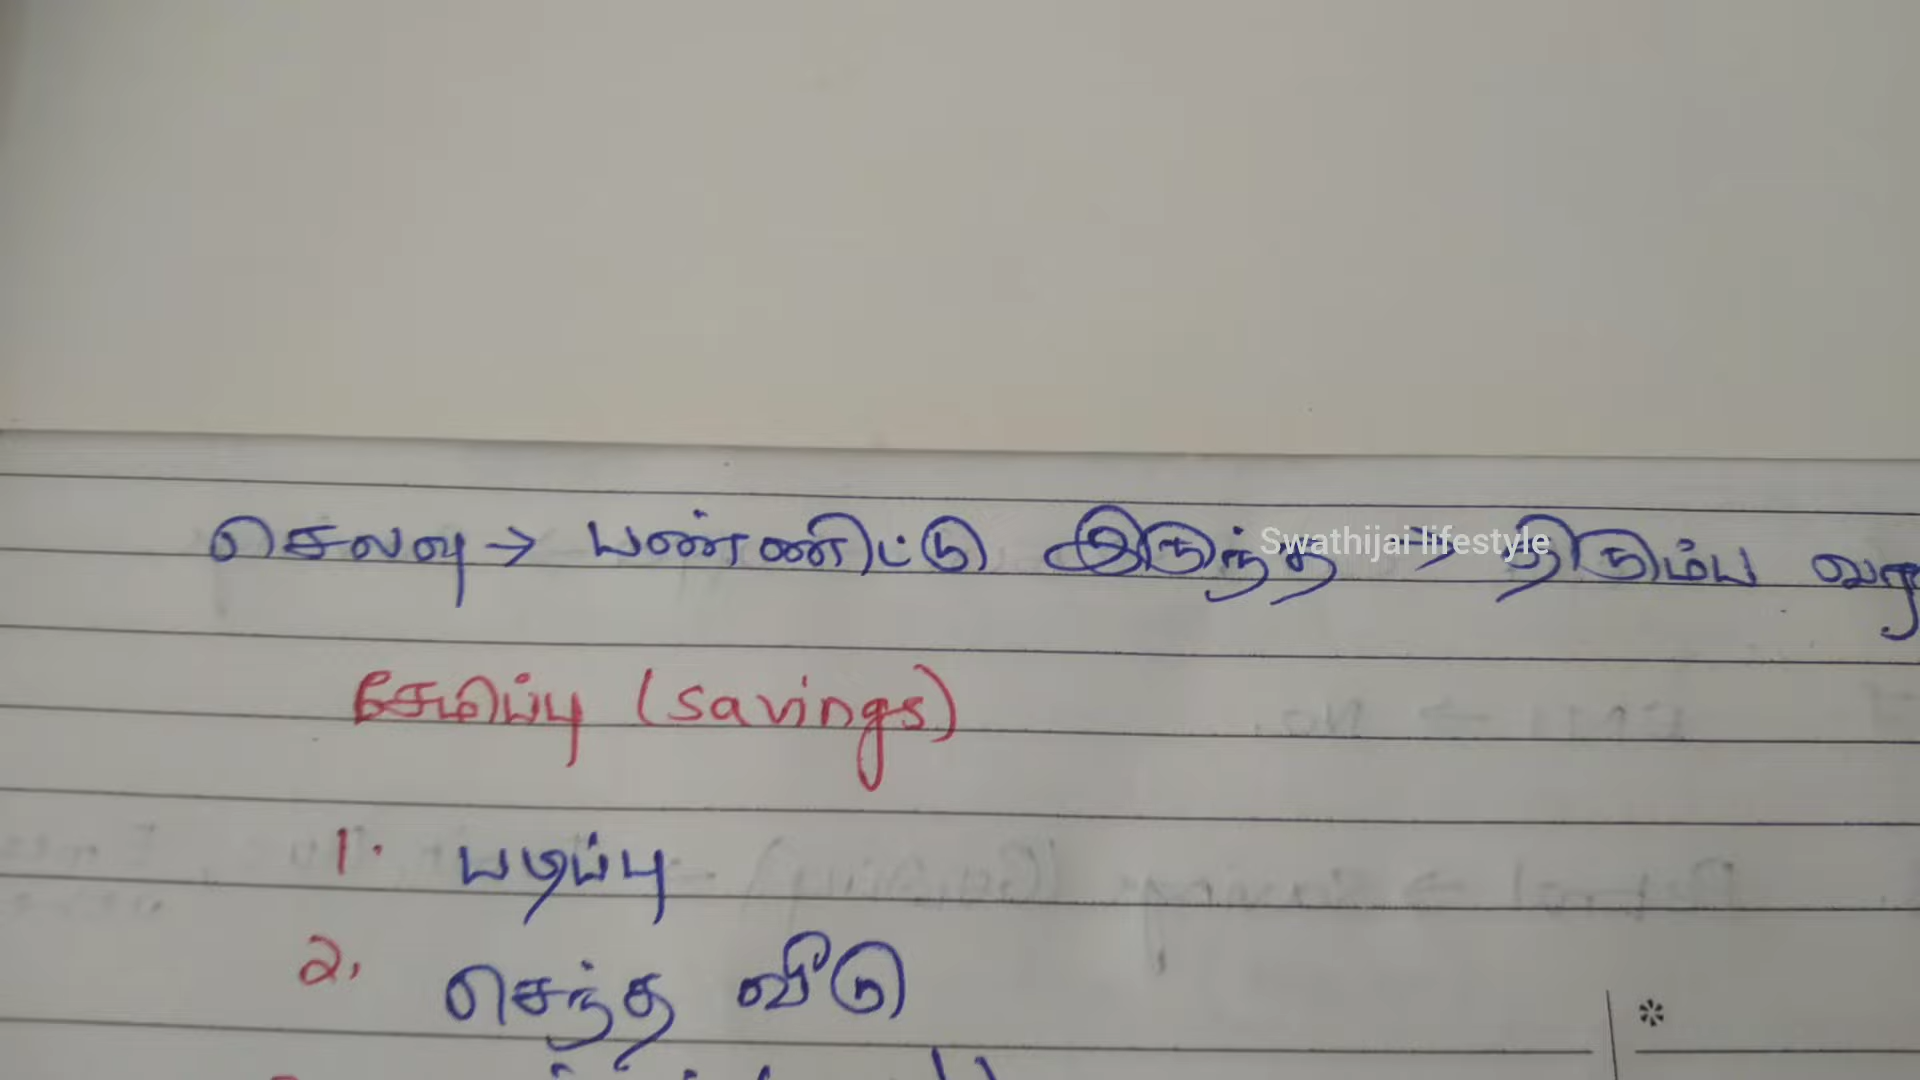 செலவு → பண்ணிட்டு இருந்த → திரும்ப
Swathijai lifestyle
சேமிப்பு (savings)
1. படிப்பு
2. செந்த வீடு
*